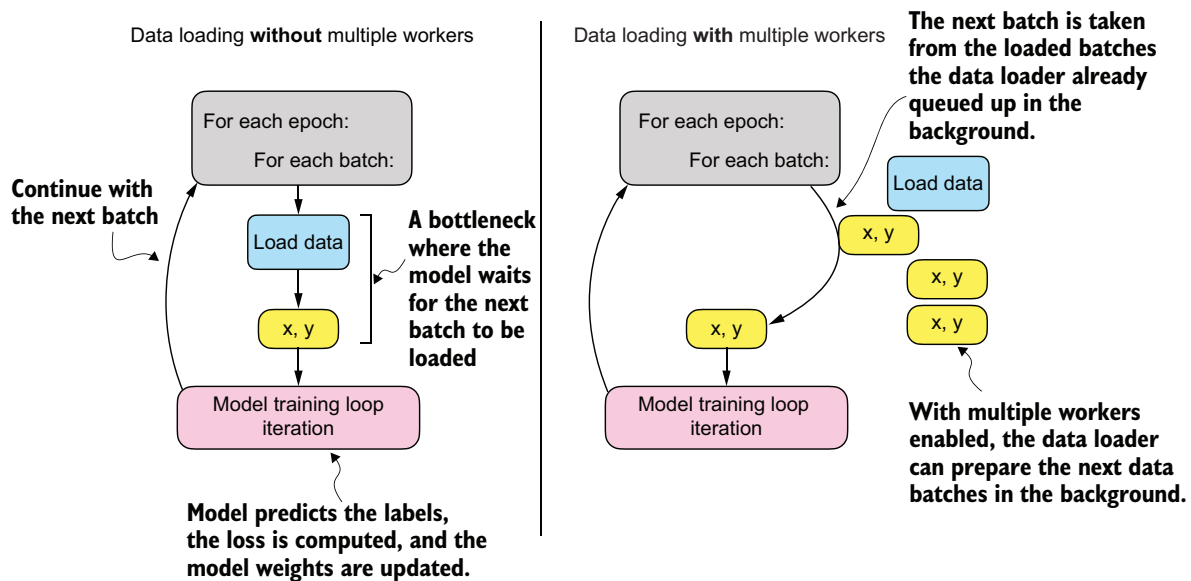 Data loading without multiple workers
For each epoch:
For each batch:
Continue with
the next batch
Load data
A bottleneck
where the
model waits
for the next
batch to be
loaded
x, y
Model training loop
iteration
Model predicts the labels,
the loss is computed, and the
model weights are updated.
Data loading with multiple workers
The next batch is taken
from the loaded batches
the data loader already
queued up in the
background.
For each epoch:
For each batch:
Load data
x, y
x, y
x, y
x, y
Model training loop
iteration
With multiple workers
enabled, the data loader
can prepare the next data
batches in the background.